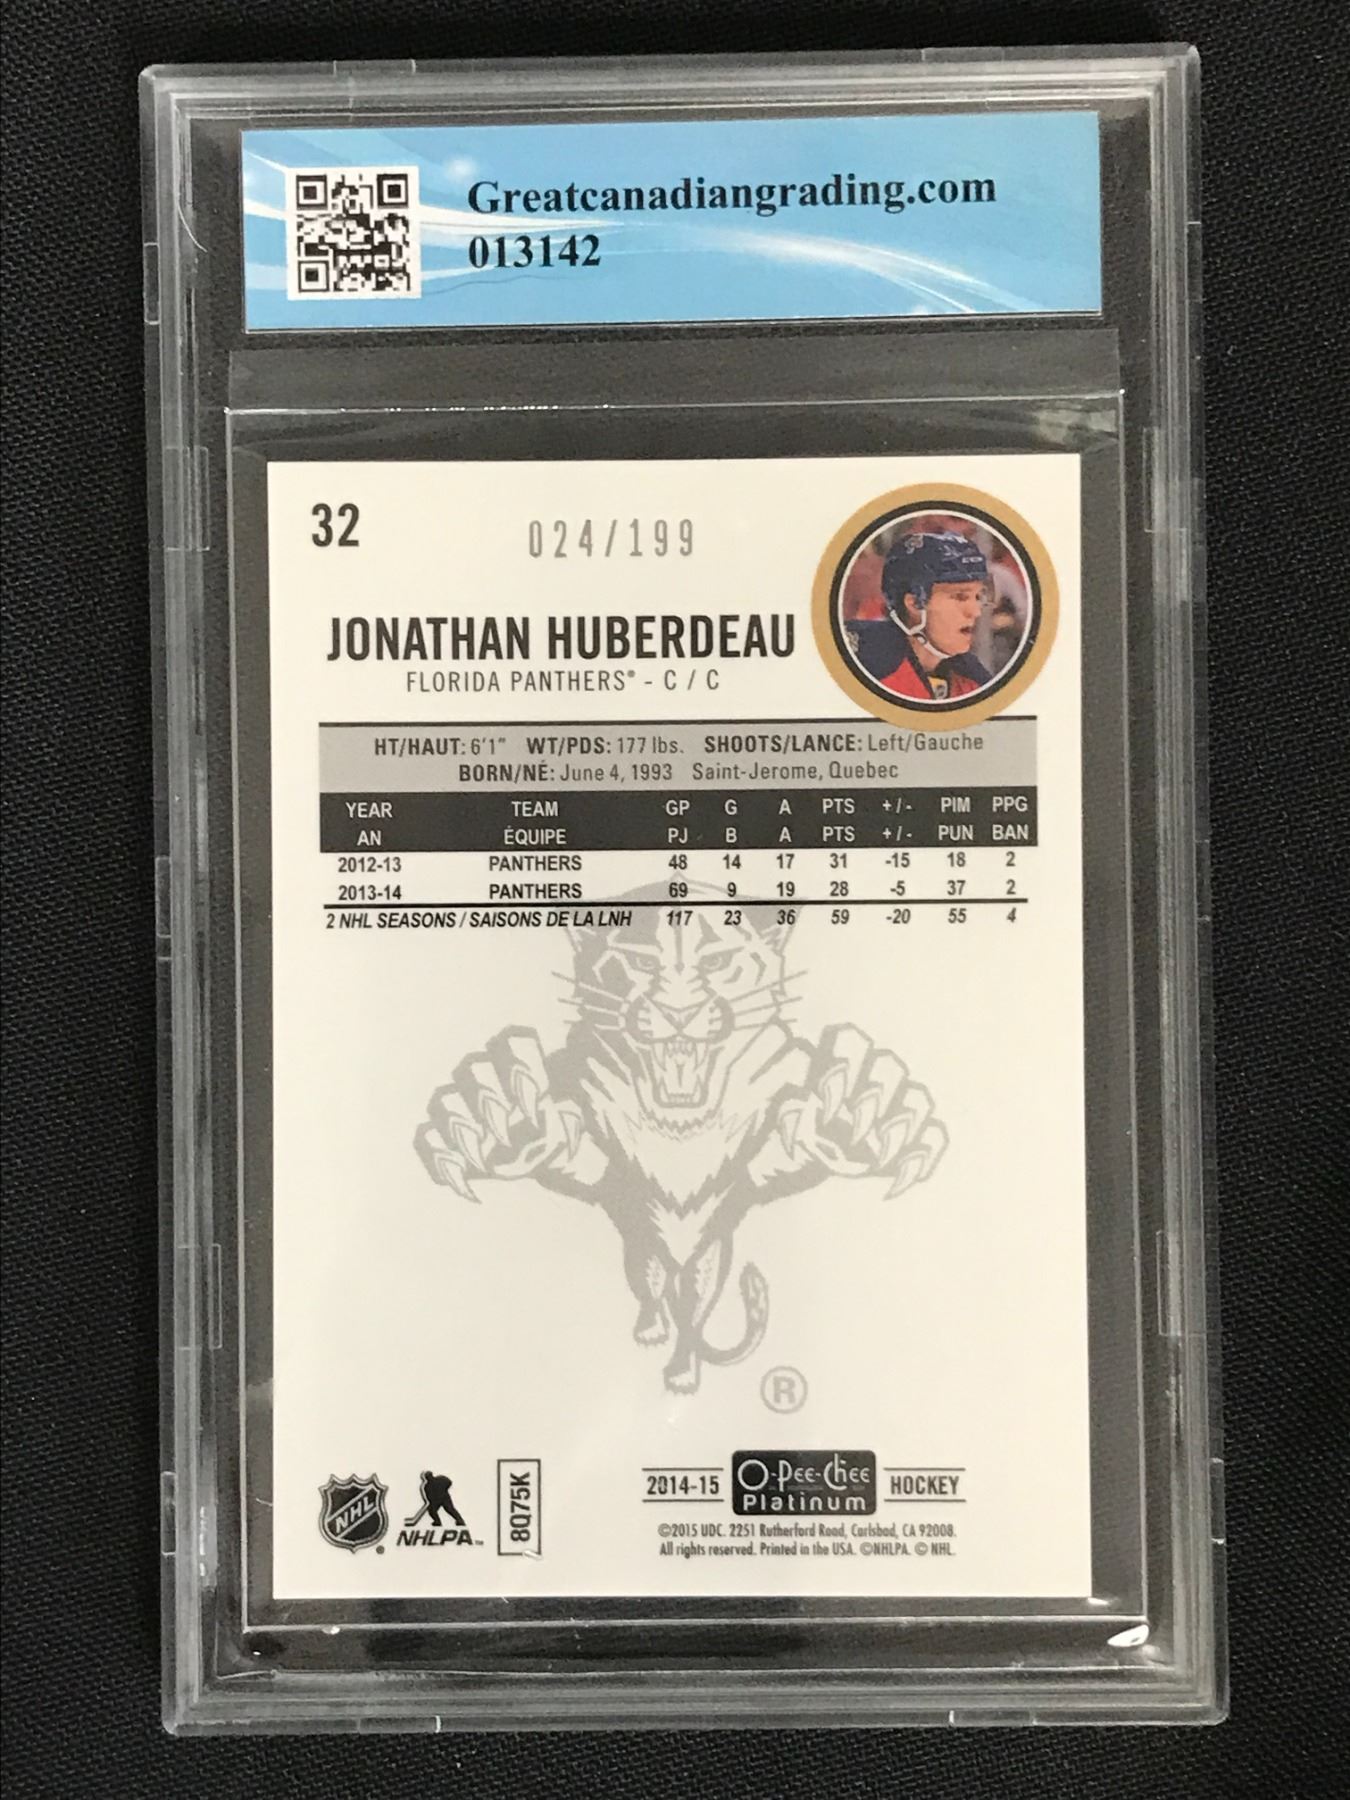 Greatcanadiangrading.com
013142
32
024/199
JONATHAN HUBERDEAU
FLORIDA PANTHERS® - C / C
HT/HAUT: 6'1" WT/PDS: 177 lbs. SHOOTS/LANCE: Left/Gauche
BORN/NÉ: June 4, 1993 Saint-Jerome, Quebec
YEAR TEAM GP G A PTS +/- PIM PPG
AN ÉQUIPE PJ B A PTS +/- PUN BAN
2012-13 PANTHERS 48 14 17 31 -15 18 2
2013-14 PANTHERS 69 9 19 28 -5 37 2
2 NHL SEASONS / SAISONS DE LA LNH 117 23 36 59 -20 55 4
®
NHL
NHLPA™
8Q75K
2014-15 O-Pee-Chee HOCKEY
Platinum
©2015 UDC. 2251 Rutherford Road, Carlsbad, CA 92008.
All rights reserved. Printed in the USA. ©NHLPA. © NHL.